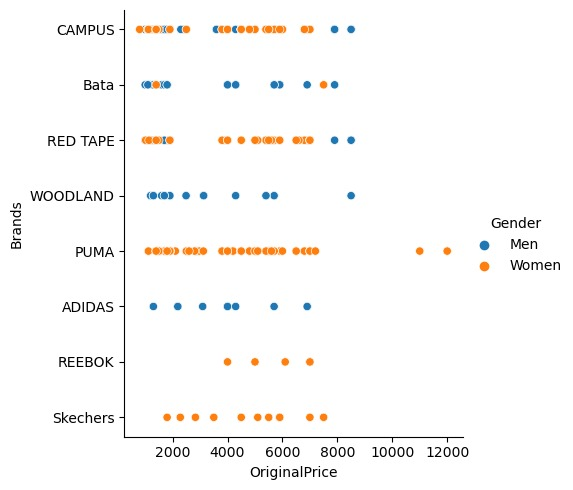 CAMPUS
Bata
RED TAPE
WOODLAND
PUMA
ADIDAS
REEBOK
Skechers
Brands
2000 4000 6000 8000 10000 12000
OriginalPrice
Gender
Men
Women